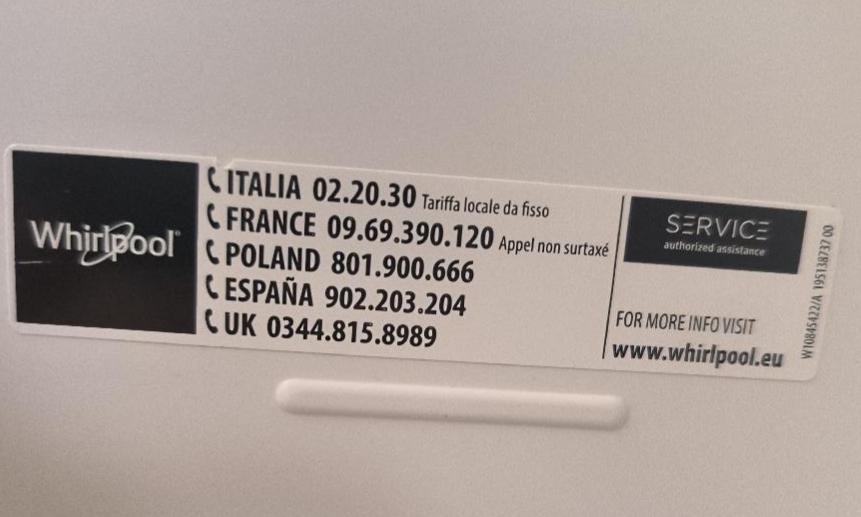 Whirlpool
ITALIA 02.20.30 Tariffa locale da fisso
FRANCE 09.69.390.120 Appel non surtaxé
POLAND 801.900.666
ESPAÑA 902.203.204
UK 0344.815.8989
SERVICE
authorized assistance
FOR MORE INFO VISIT
www.whirlpool.eu
W10845422/A 195138737 00